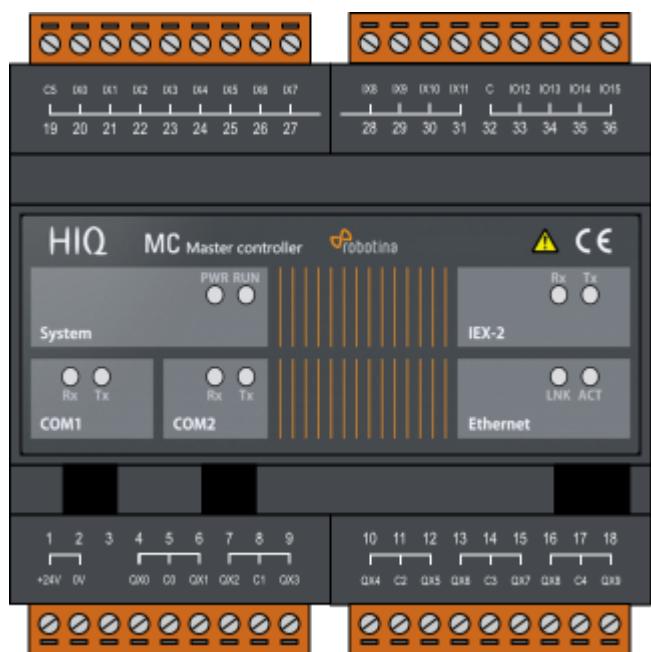 C5 IX0 IX1 IX2 IX3 IX4 IX5 IX6 IX7 IX8 IX9 IX10 IX11 C IO12 IO13 IO14 IO15
19 20 21 22 23 24 25 26 27 28 29 30 31 32 33 34 35 36
HIQ MC Master controller robotina CE
PWR RUN Rx Tx
System IEX-2
Rx Tx Rx Tx LNK ACT
COM1 COM2 Ethernet
1 2 3 4 5 6 7 8 9 10 11 12 13 14 15 16 17 18
+24V 0V QX0 C0 QX1 QX2 C1 QX3 QX4 C2 QX5 QX6 C3 QX7 QX8 C4 QX9